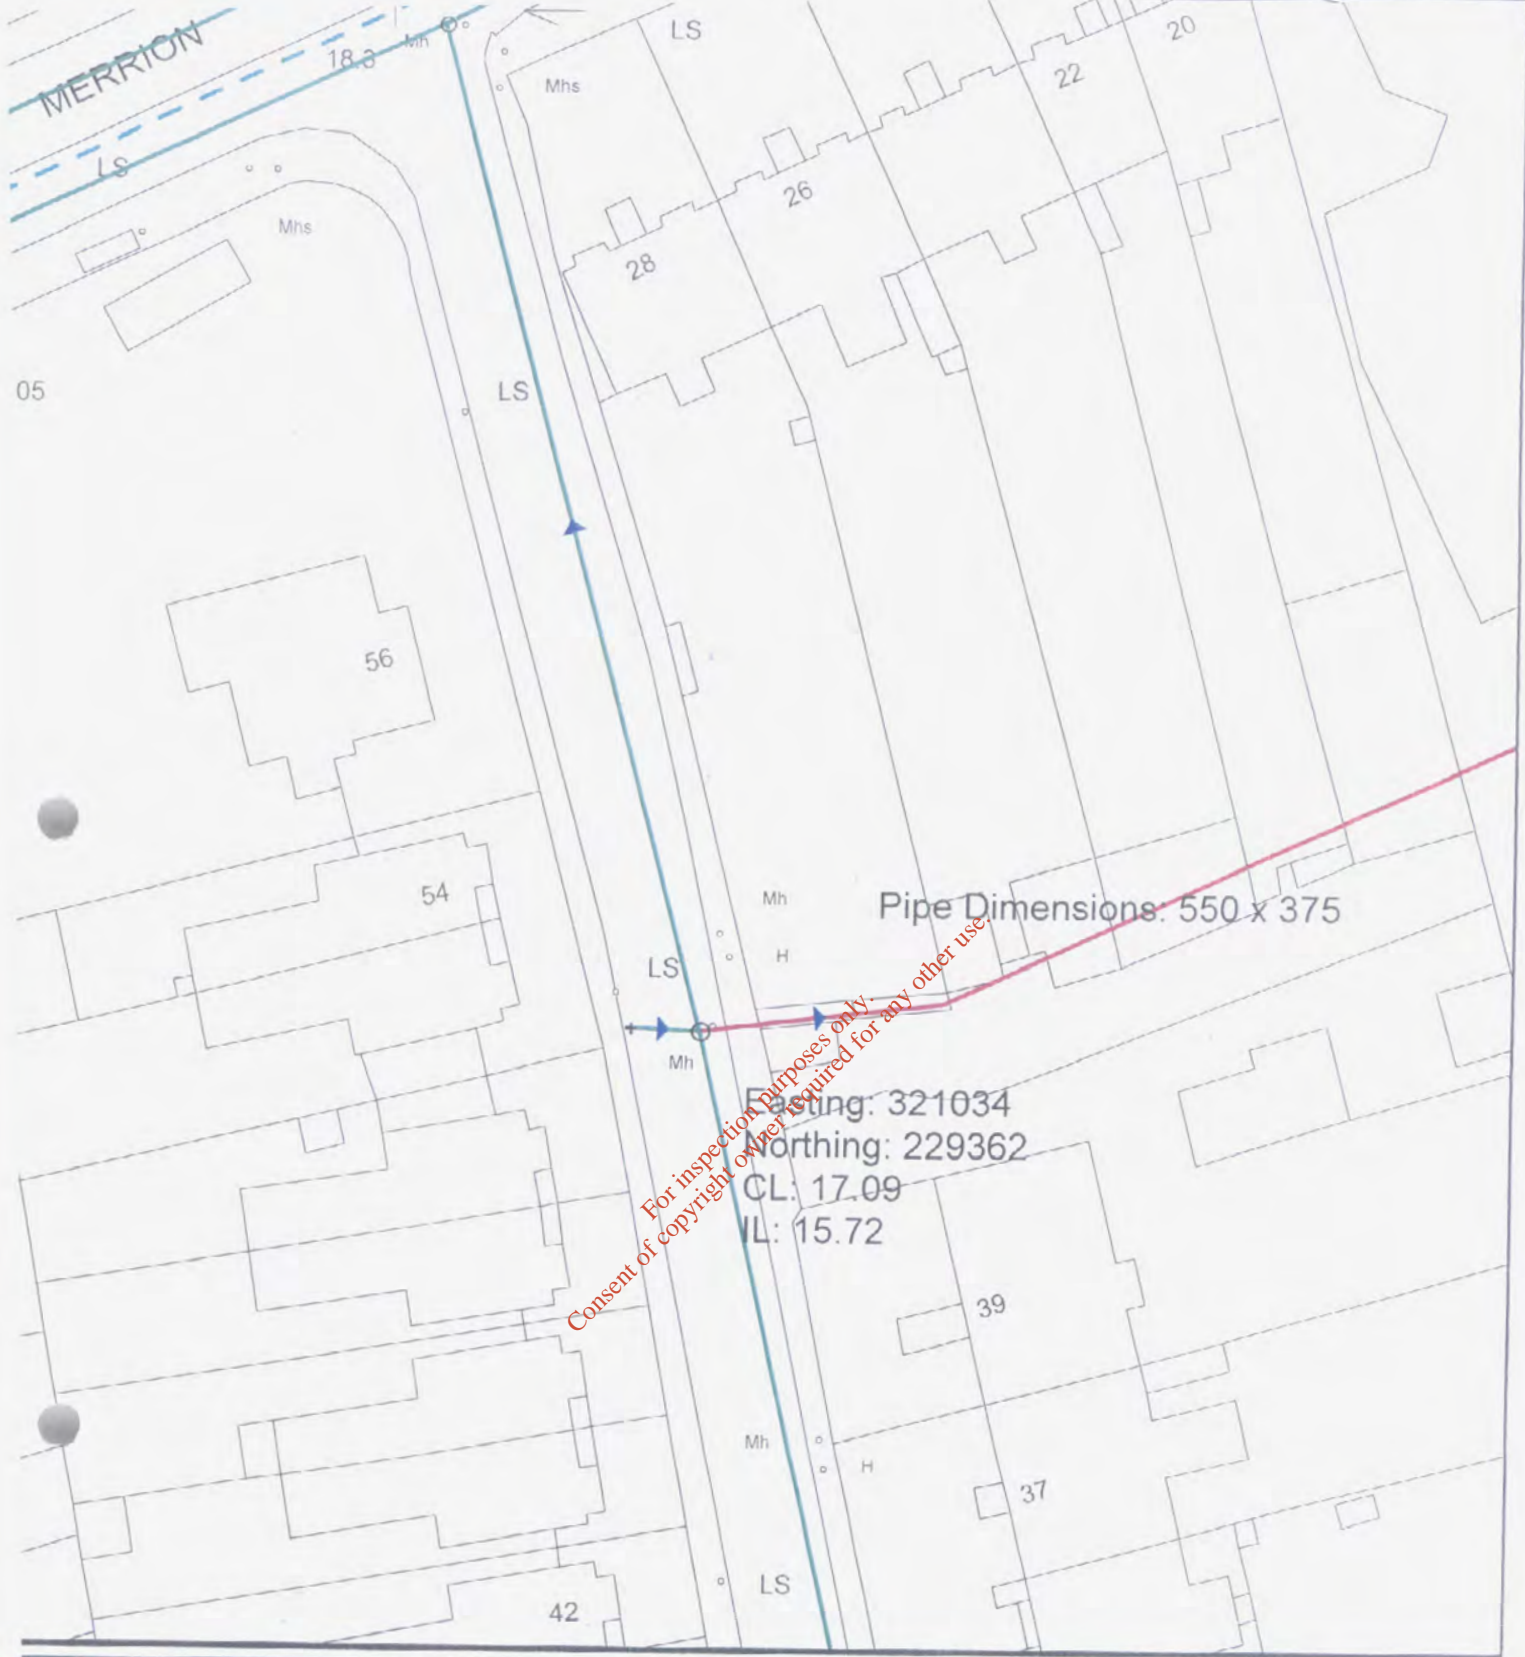 LS
20
MERRION
Mh
18.3
22
Mhs
LS
26
Mhs
28
05
LS
56
54
Mh
Pipe Dimensions: 550 x 375
LS
H
Mh
Easting: 321034
Northing: 229362
CL: 17.09
IL: 15.72
For inspection purposes only.
Consent of copyright owner required for any other use.
39
Mh
H
37
LS
42